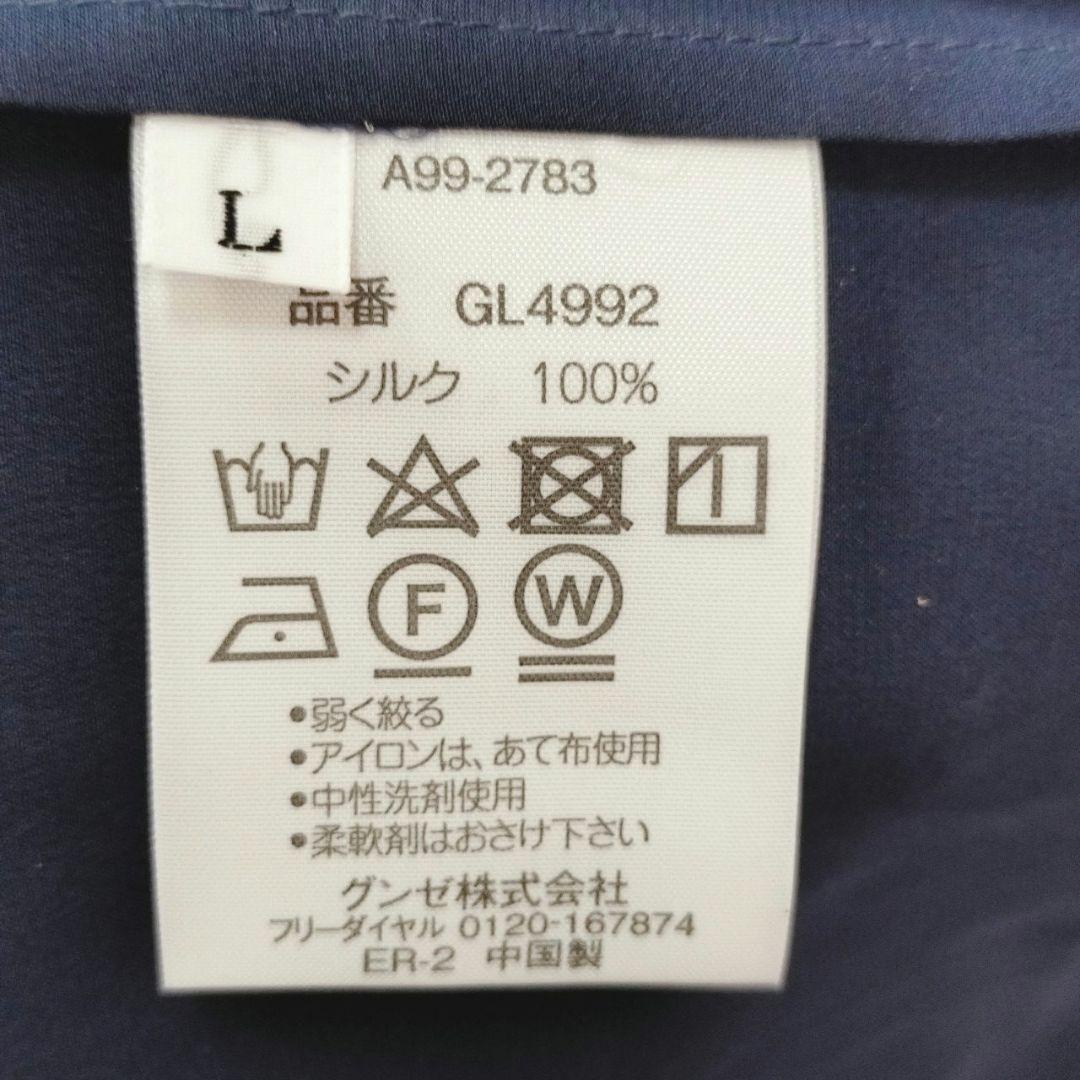 L
A99-2783
品番 GL4992
シルク 100%
F W
•弱く絞る
•アイロンは、あて布使用
•中性洗剤使用
•柔軟剤はおさけ下さい
グンゼ株式会社
フリーダイヤル 0120-167874
ER-2 中国製